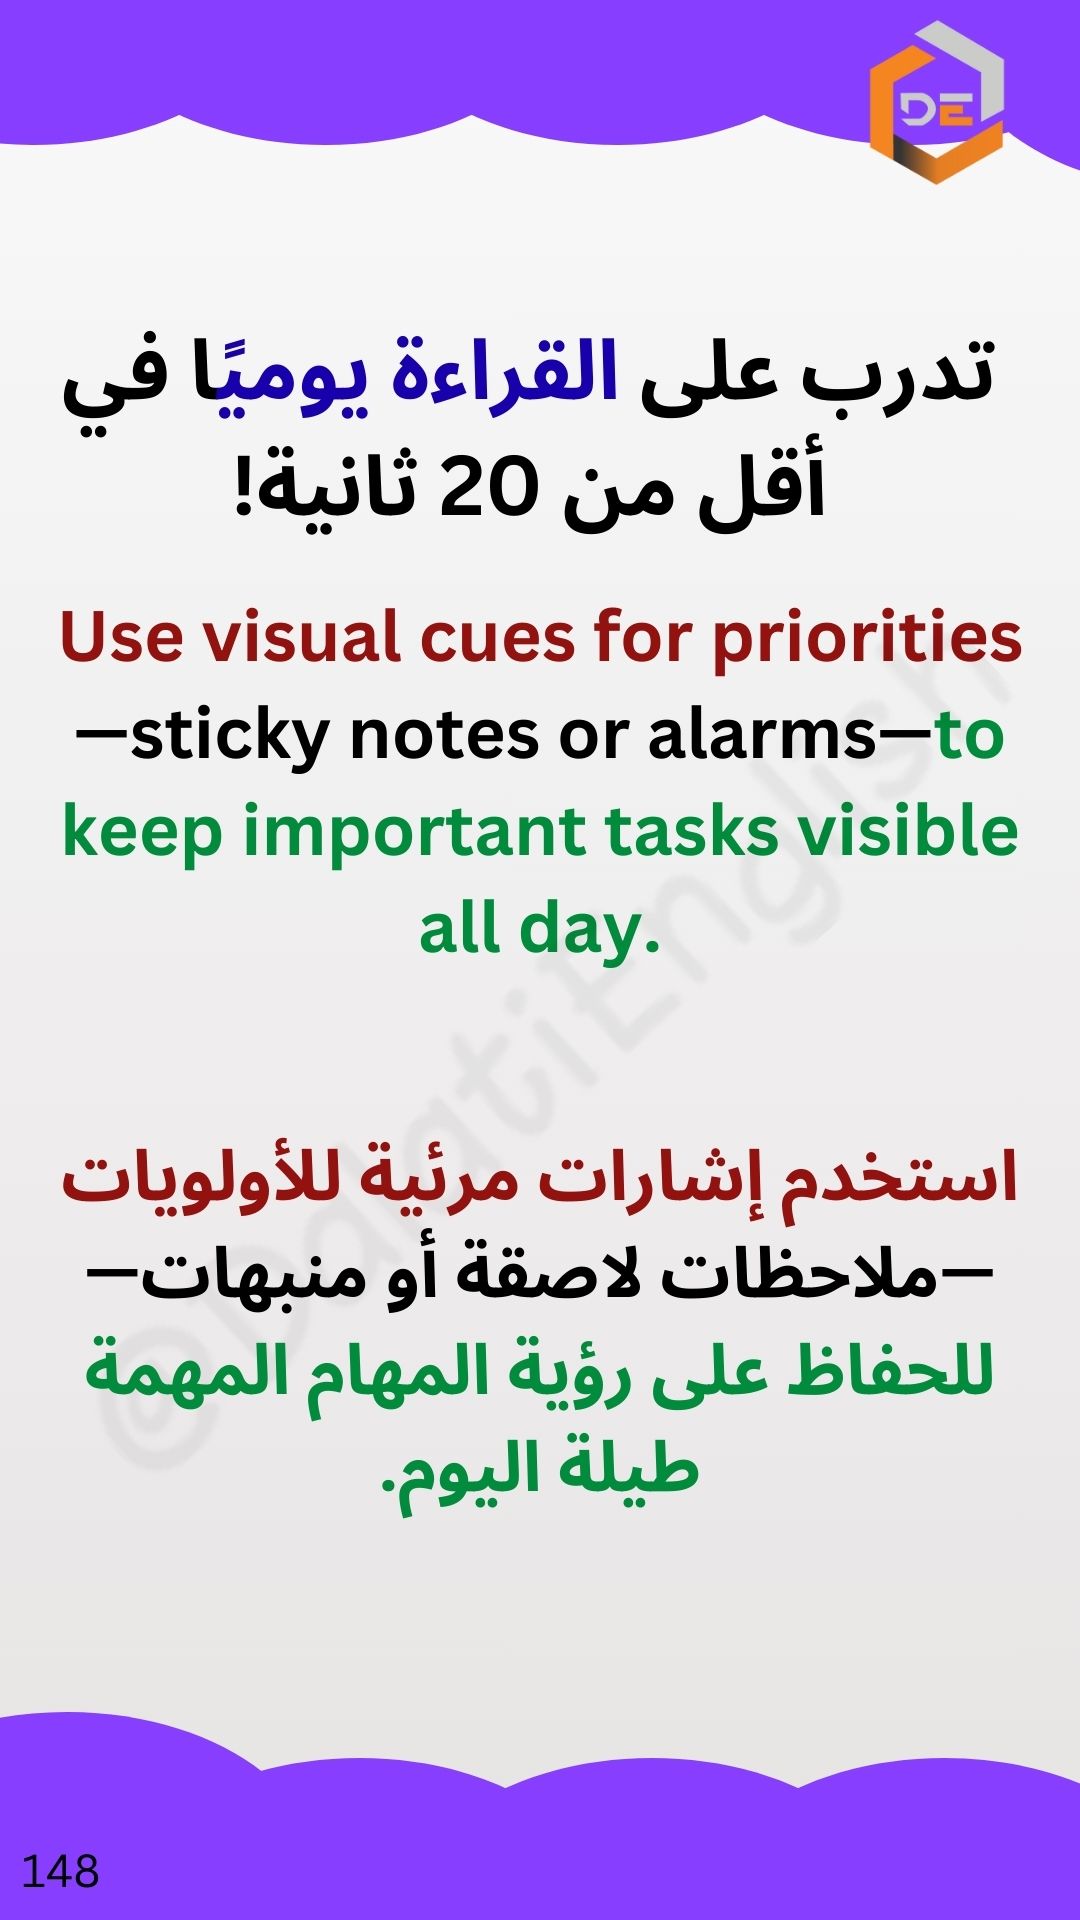 DE
تدرب على القراءة يوميًا في
أقل من 20 ثانية!
Use visual cues for priorities
—sticky notes or alarms—to
keep important tasks visible
all day.
استخدم إشارات مرئية للأولويات
—ملاحظات لاصقة أو منبهات—
للحفاظ على رؤية المهام المهمة
طيلة اليوم.
@DalatiEnglish
148